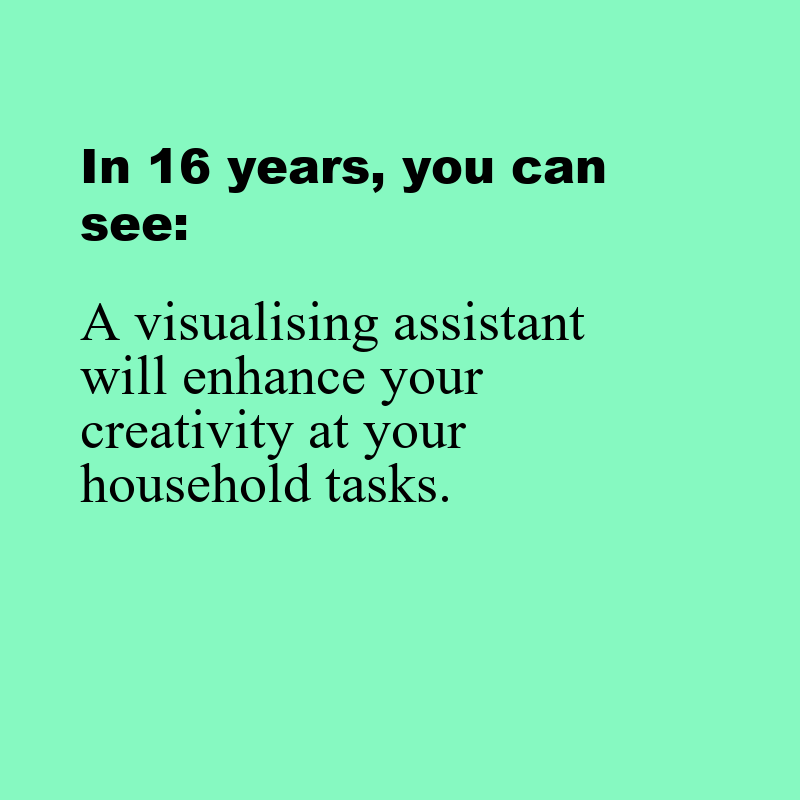 In 16 years, you can
see:
A visualising assistant
will enhance your
creativity at your
household tasks.